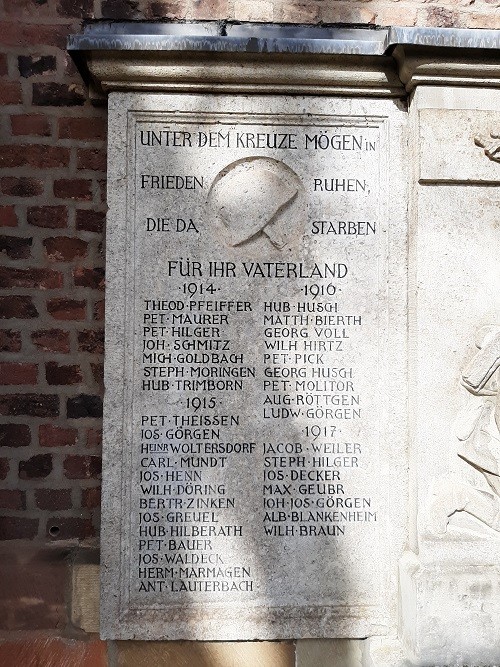 UNTER DEM KREUZE MÖGEN in
FRIEDEN RUHEN,
DIE DA STARBEN
FÜR IHR VATERLAND
·1914·
THEOD·PFEIFFER
PET·MAURER
PET·HILGER
JOH·SCHMITZ
MICH·GOLDBACH
STEPH·MORINGEN
HUB·TRIMBORN
·1915·
PET·THEISSEN
JOS·GÖRGEN
HEINR WOLTERSDORF
CARL·MUNDT
JOS·HENN
WILH·DÖRING
BERTR·ZINKEN
JOS·GREUEL
HUB·HILBERATH
PET·BAUER
JOS·WALDECK
HERM·MARMAGEN
ANT·LAUTERBACH
·1916·
HUB·HUSCH
MATTH·BIERTH
GEORG VOLL
WILH HIRTZ
PET·PICK
GEORG HUSCH
PET·MOLITOR
AUG·RÖTTGEN
LUDW·GÖRGEN
·1917·
JACOB·WEILER
STEPH·HILGER
JOS·DECKER
MAX·GEUBR
JOH·JOS·GÖRGEN
ALB·BLANKENHEIM
WILH·BRAUN